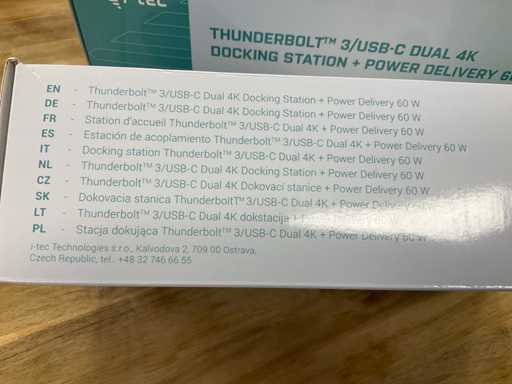 i-tec
THUNDERBOLT™ 3/USB-C DUAL 4K
DOCKING STATION + POWER DELIVERY 6
EN - Thunderbolt™ 3/USB-C Dual 4K Docking Station + Power Delivery 60 W
DE - Thunderbolt™ 3/USB-C Dual 4K Docking Station + Power Delivery 60 W
FR - Station d'accueil Thunderbolt™ 3/USB-C Dual 4K + Power Delivery 60 W
ES - Estación de acoplamiento Thunderbolt™ 3/USB-C Dual 4K + Power Delivery 60 W
IT - Docking station Thunderbolt™ 3/USB-C Dual 4K + Power Delivery 60 W
NL - Thunderbolt™ 3/USB-C Dual 4K Docking Station + Power Delivery 60 W
CZ - Thunderbolt™ 3/USB-C Dual 4K Dokovací stanice + Power Delivery 60 W
SK - Dokovacia stanica ThunderbolT™ 3/USB-C Dual 4K + Power Delivery 60 W
LT - Thunderbolt™ 3/USB-C Dual 4K dokstacija +
PL - Stacja dokująca Thunderbolt™ 3/USB-C Dual 4K + Power Delivery 60 W
i-tec Technologies s.r.o., Kalvodova 2, 709 00 Ostrava,
Czech Republic, tel.: +48 32 746 66 55